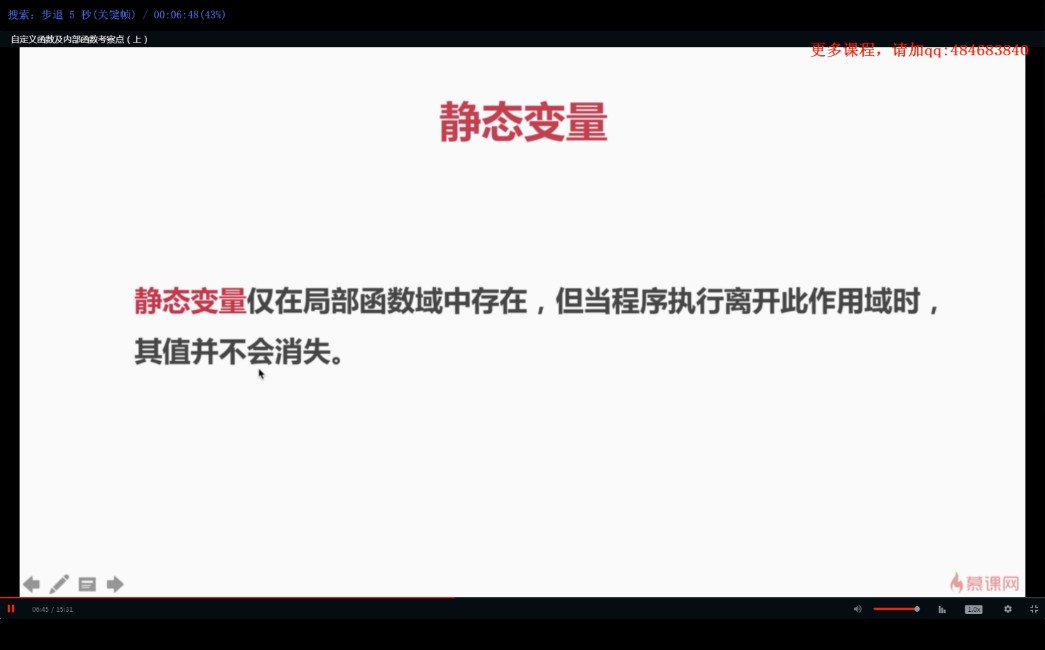 搜索: 步退 5 秒(关键帧) / 00:06:48(43%)
自定义函数及内部函数考察点（上）
更多课程，请加qq:484683840
静态变量
静态变量仅在局部函数域中存在，但当程序执行离开此作用域时，
其值并不会消失。
慕课网
06:45 / 15:31
1.0x